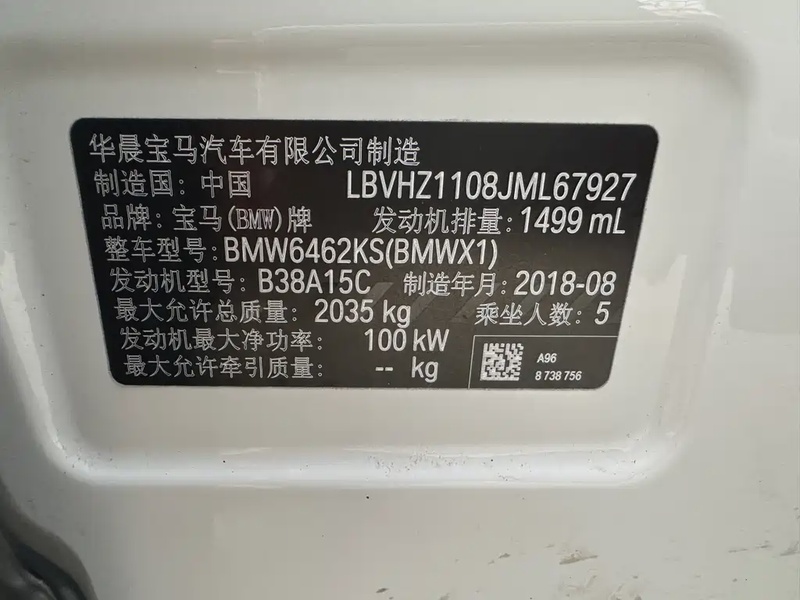 华晨宝马汽车有限公司制造
制造国：中国 LBVHZ1108JML67927
品牌：宝马(BMW)牌 发动机排量：1499 mL
整车型号：BMW6462KS(BMWX1)
发动机型号：B38A15C 制造年月：2018-08
最大允许总质量：2035 kg 乘坐人数：5
发动机最大净功率：100 kW
最大允许牵引质量：-- kg
A96
8 738 756